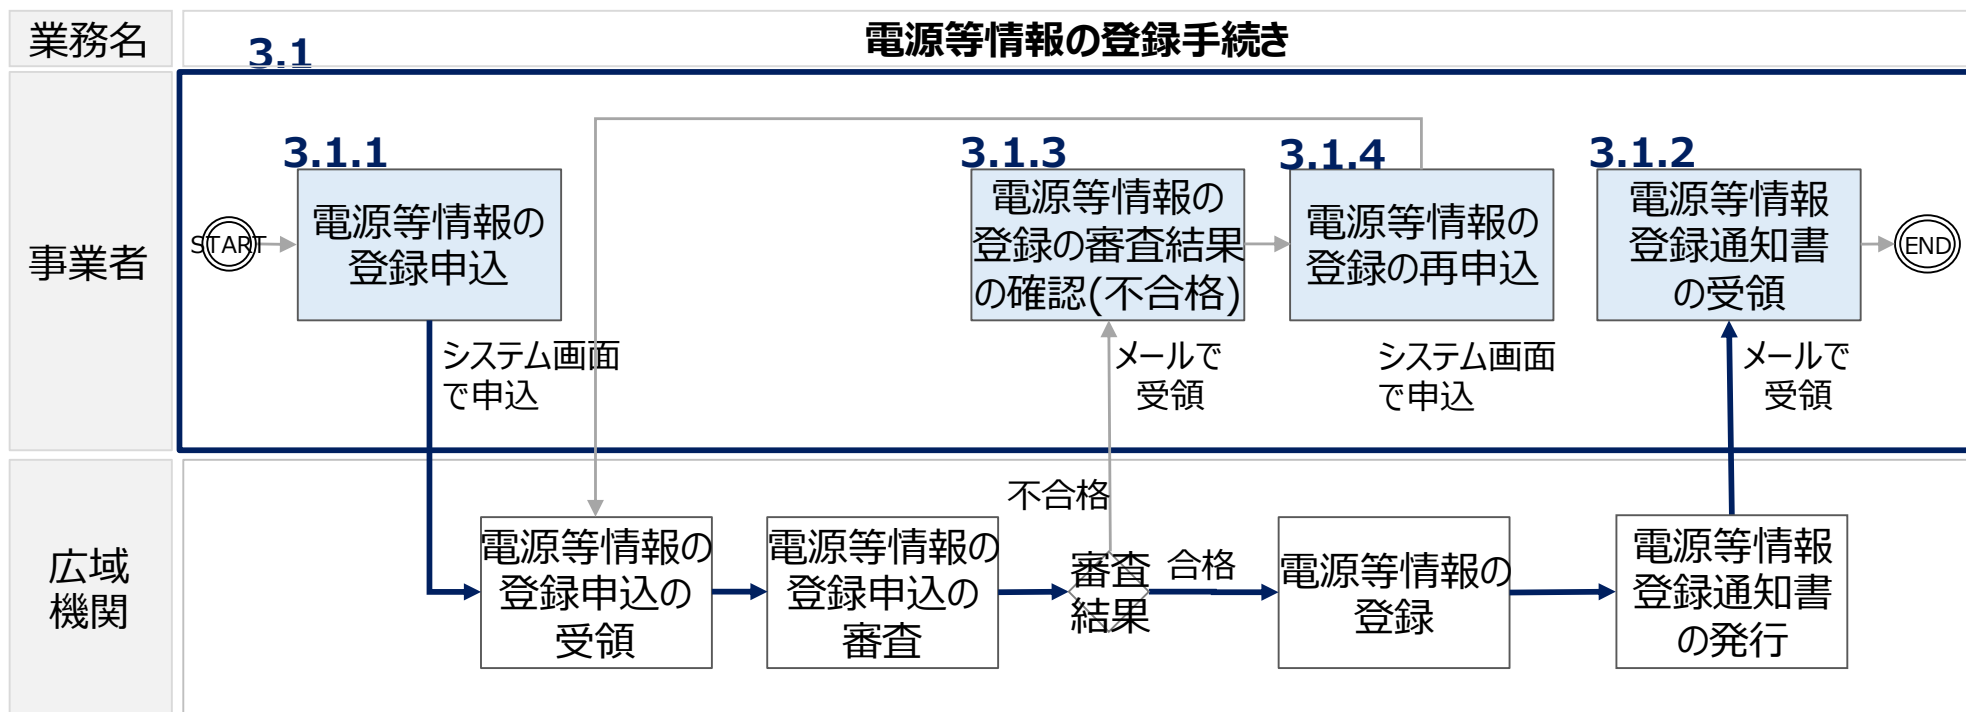 業務名
電源等情報の登録手続き
3.1
事業者
START
3.1.1
電源等情報の
登録申込
システム画面
で申込
3.1.3
電源等情報の
登録の審査結果
の確認(不合格)
メールで
受領
3.1.4
電源等情報の
登録の再申込
システム画面
で申込
3.1.2
電源等情報
登録通知書
の受領
メールで
受領
END
広域
機関
電源等情報の
登録申込の
受領
電源等情報の
登録申込の
審査
不合格
審査
結果
合格
電源等情報の
登録
電源等情報
登録通知書
の発行